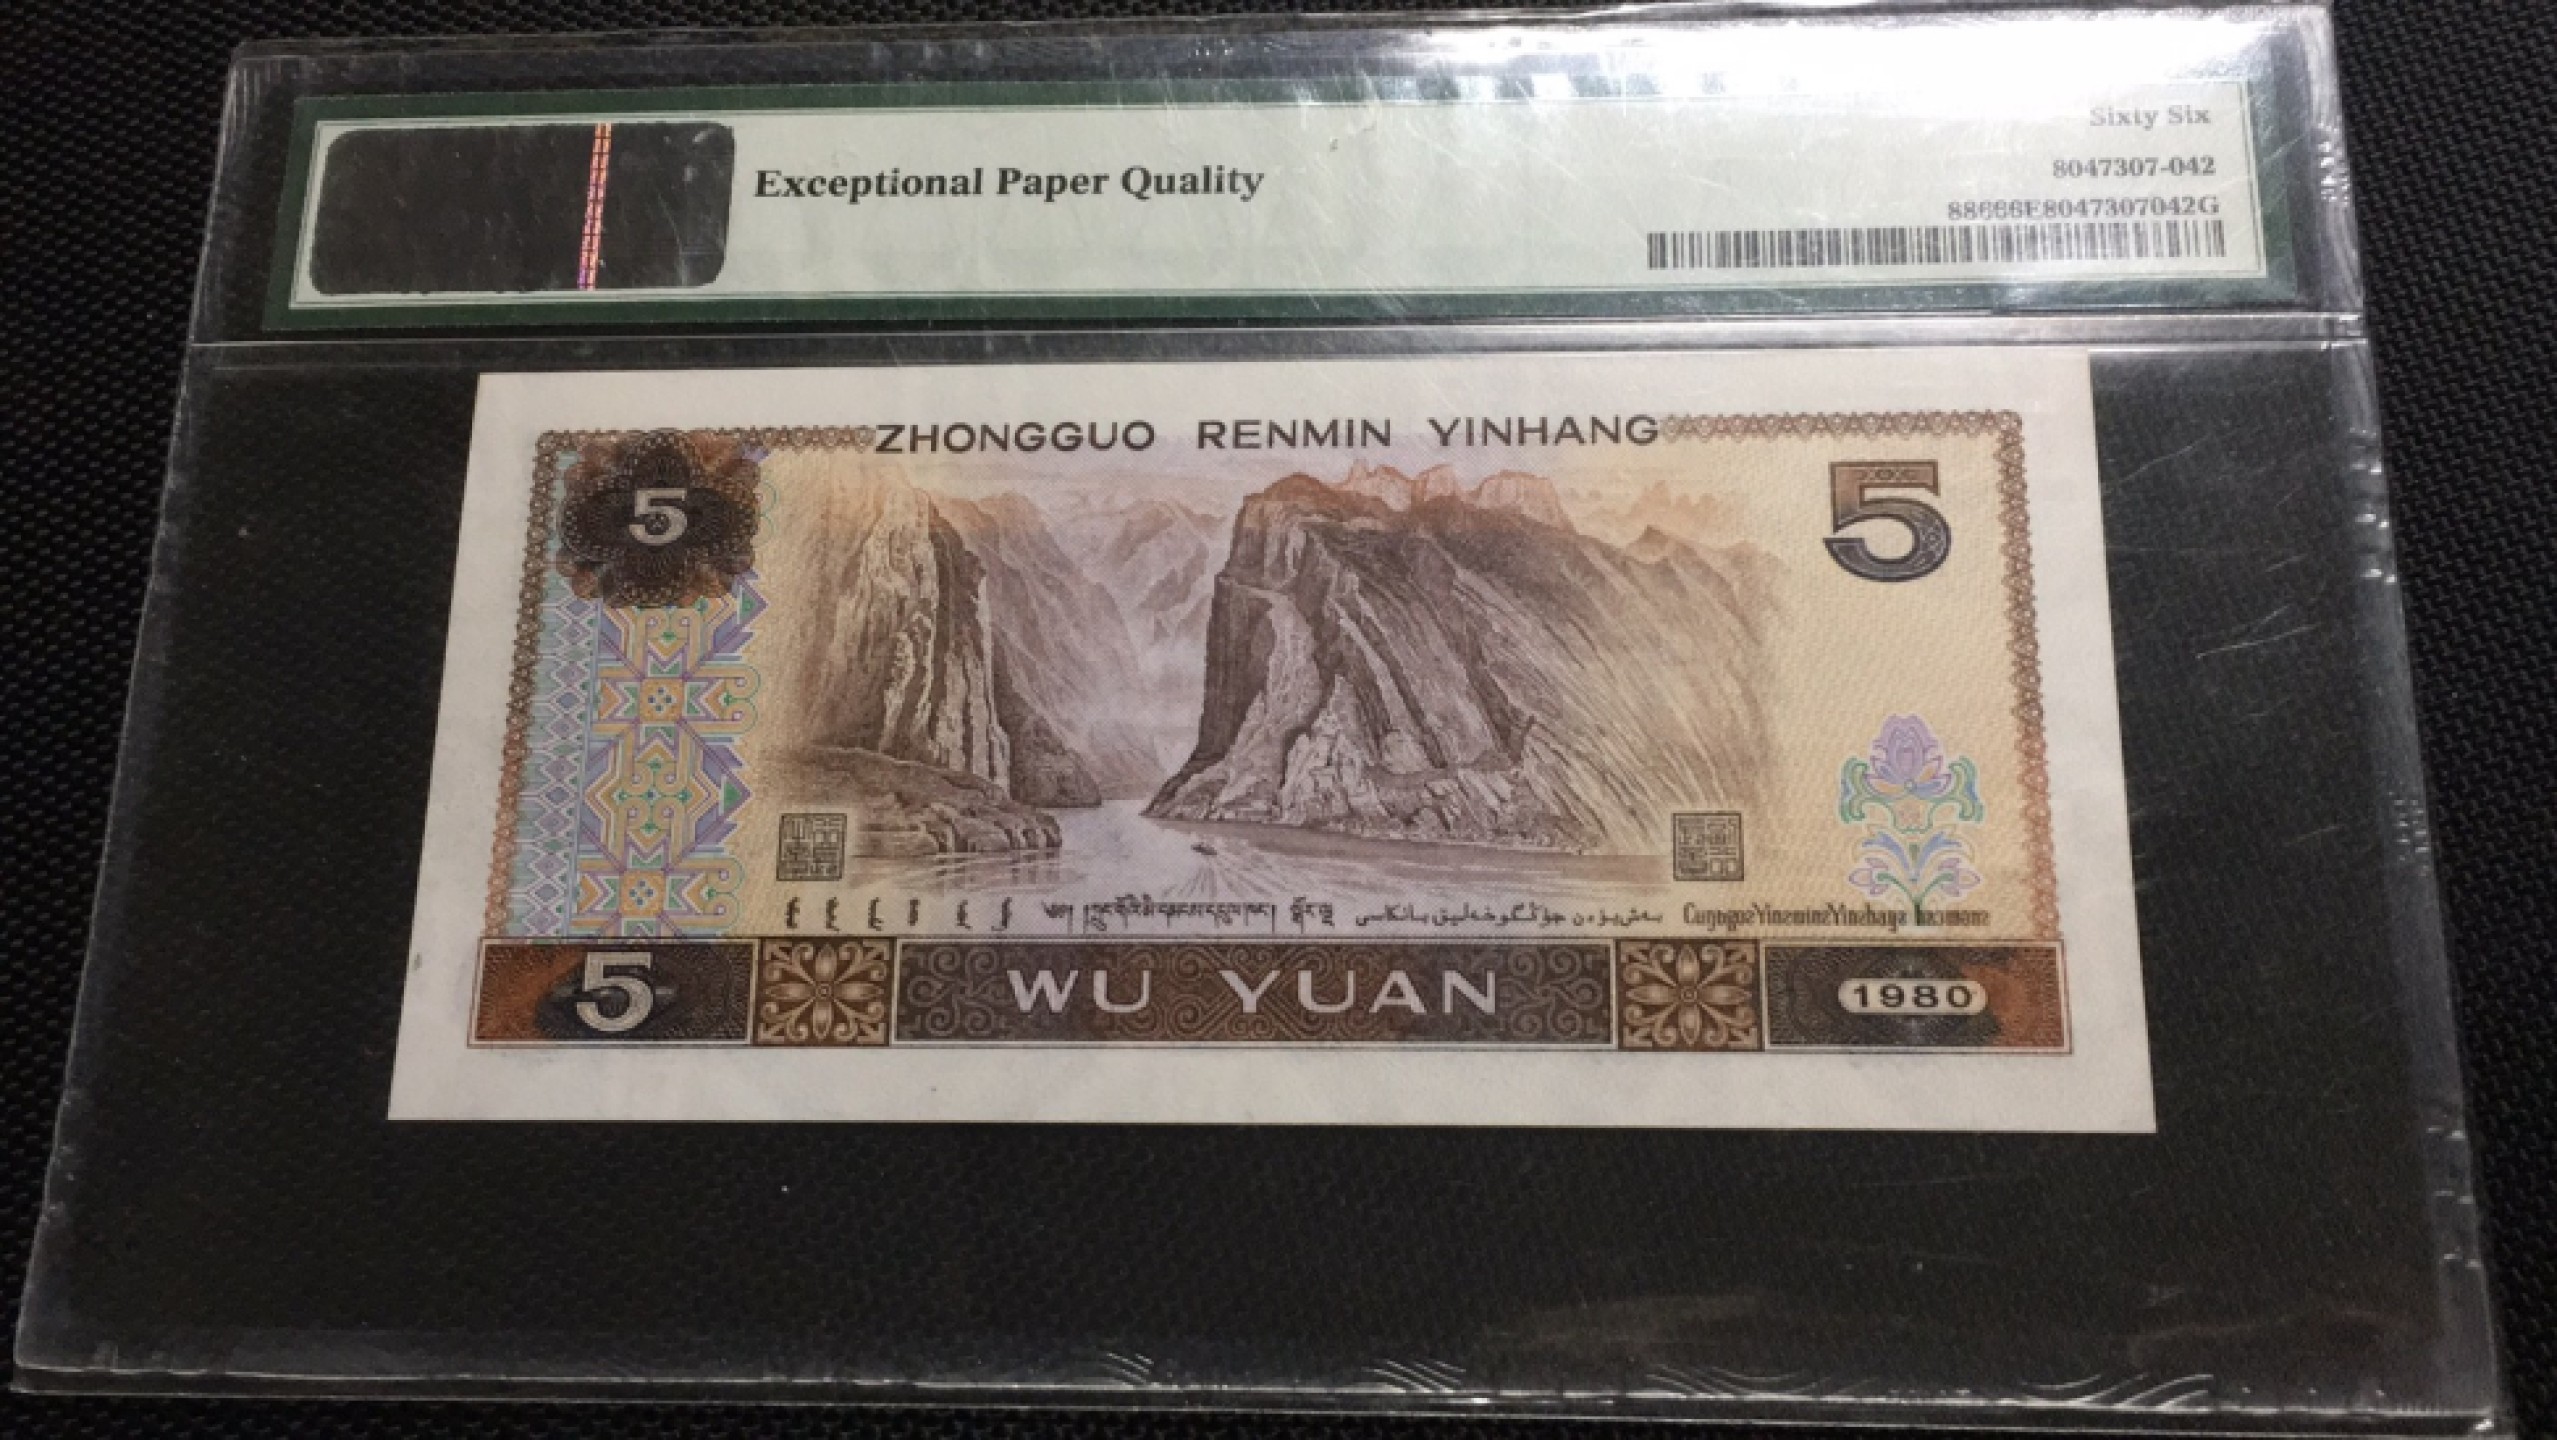 Sixty Six
Exceptional Paper Quality
8047307-042
88666E8047307042G
ZHONGGUO RENMIN YINHANG
5
5
5
WU YUAN
1980